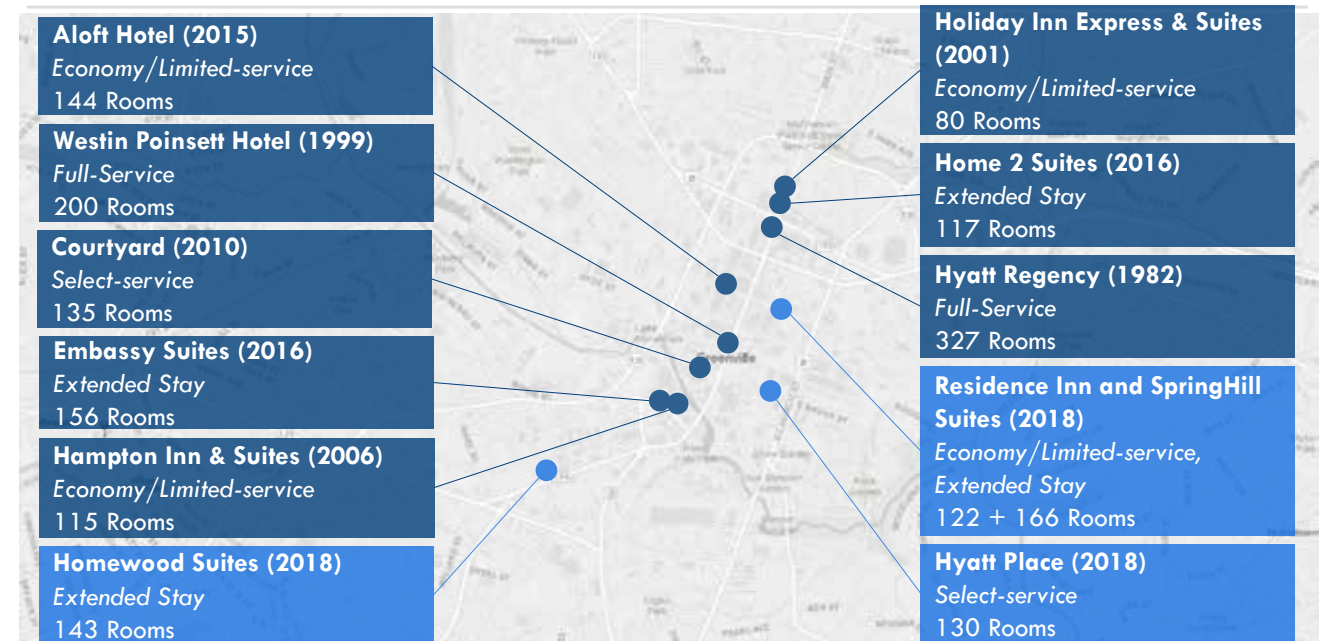 Aloft Hotel (2015)
Economy/Limited-service
144 Rooms
Westin Poinsett Hotel (1999)
Full-Service
200 Rooms
Courtyard (2010)
Select-service
135 Rooms
Embassy Suites (2016)
Extended Stay
156 Rooms
Hampton Inn & Suites (2006)
Economy/Limited-service
115 Rooms
Homewood Suites (2018)
Extended Stay
143 Rooms
Greenville
Holiday Inn Express & Suites
(2001)
Economy/Limited-service
80 Rooms
Home 2 Suites (2016)
Extended Stay
117 Rooms
Hyatt Regency (1982)
Full-Service
327 Rooms
Residence Inn and SpringHill
Suites (2018)
Economy/Limited-service,
Extended Stay
122 + 166 Rooms
Hyatt Place (2018)
Select-service
130 Rooms